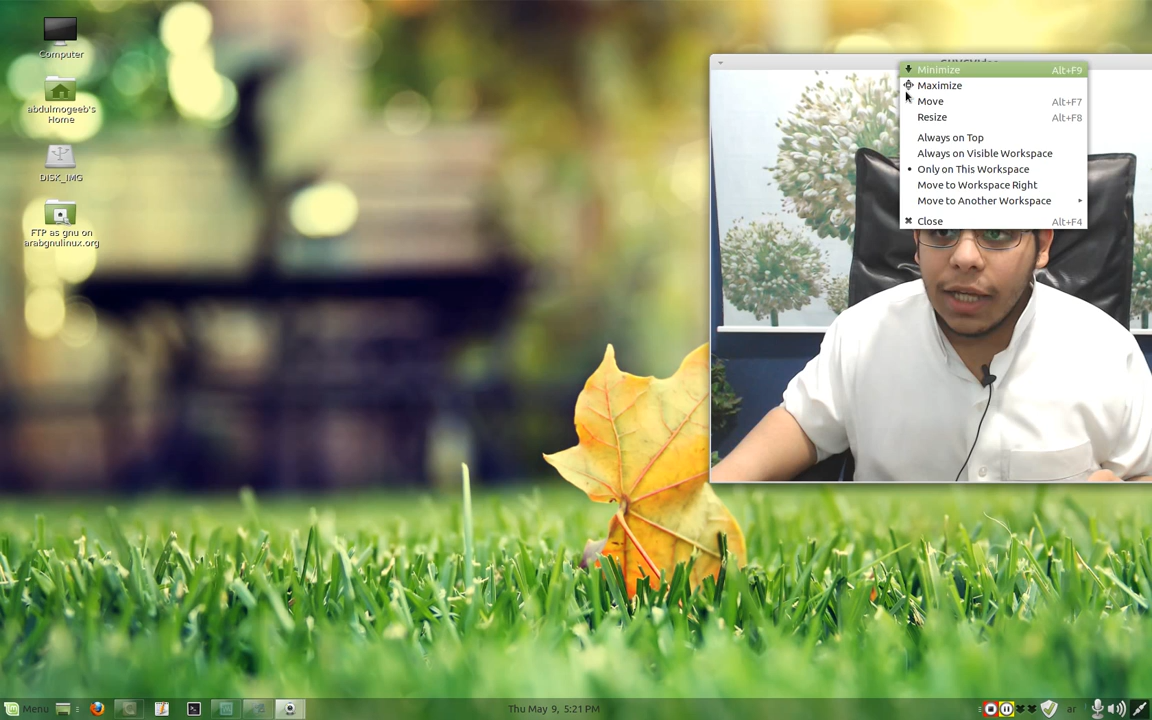 Computer
abdulmogeeb's
Home
DISK_IMG
FTP as gnu on
arabgnulinux.org
Minimize Alt+F9
Maximize
Move Alt+F7
Resize Alt+F8
Always on Top
Always on Visible Workspace
Only on This Workspace
Move to Workspace Right
Move to Another Workspace
Close Alt+F4
Menu
Thu May 9, 5:21 PM
ar